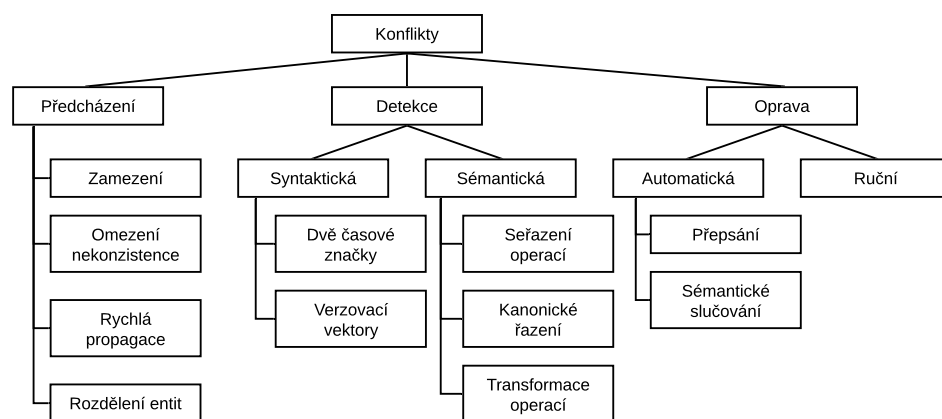 Konflikty
Předcházení
Detekce
Oprava
Zamezení
Omezení
nekonzistence
Rychlá
propagace
Rozdělení entit
Syntaktická
Dvě časové
značky
Verzovací
vektory
Sémantická
Seřazení
operací
Kanonické
řazení
Transformace
operací
Automatická
Přepsání
Sémantické
slučování
Ruční